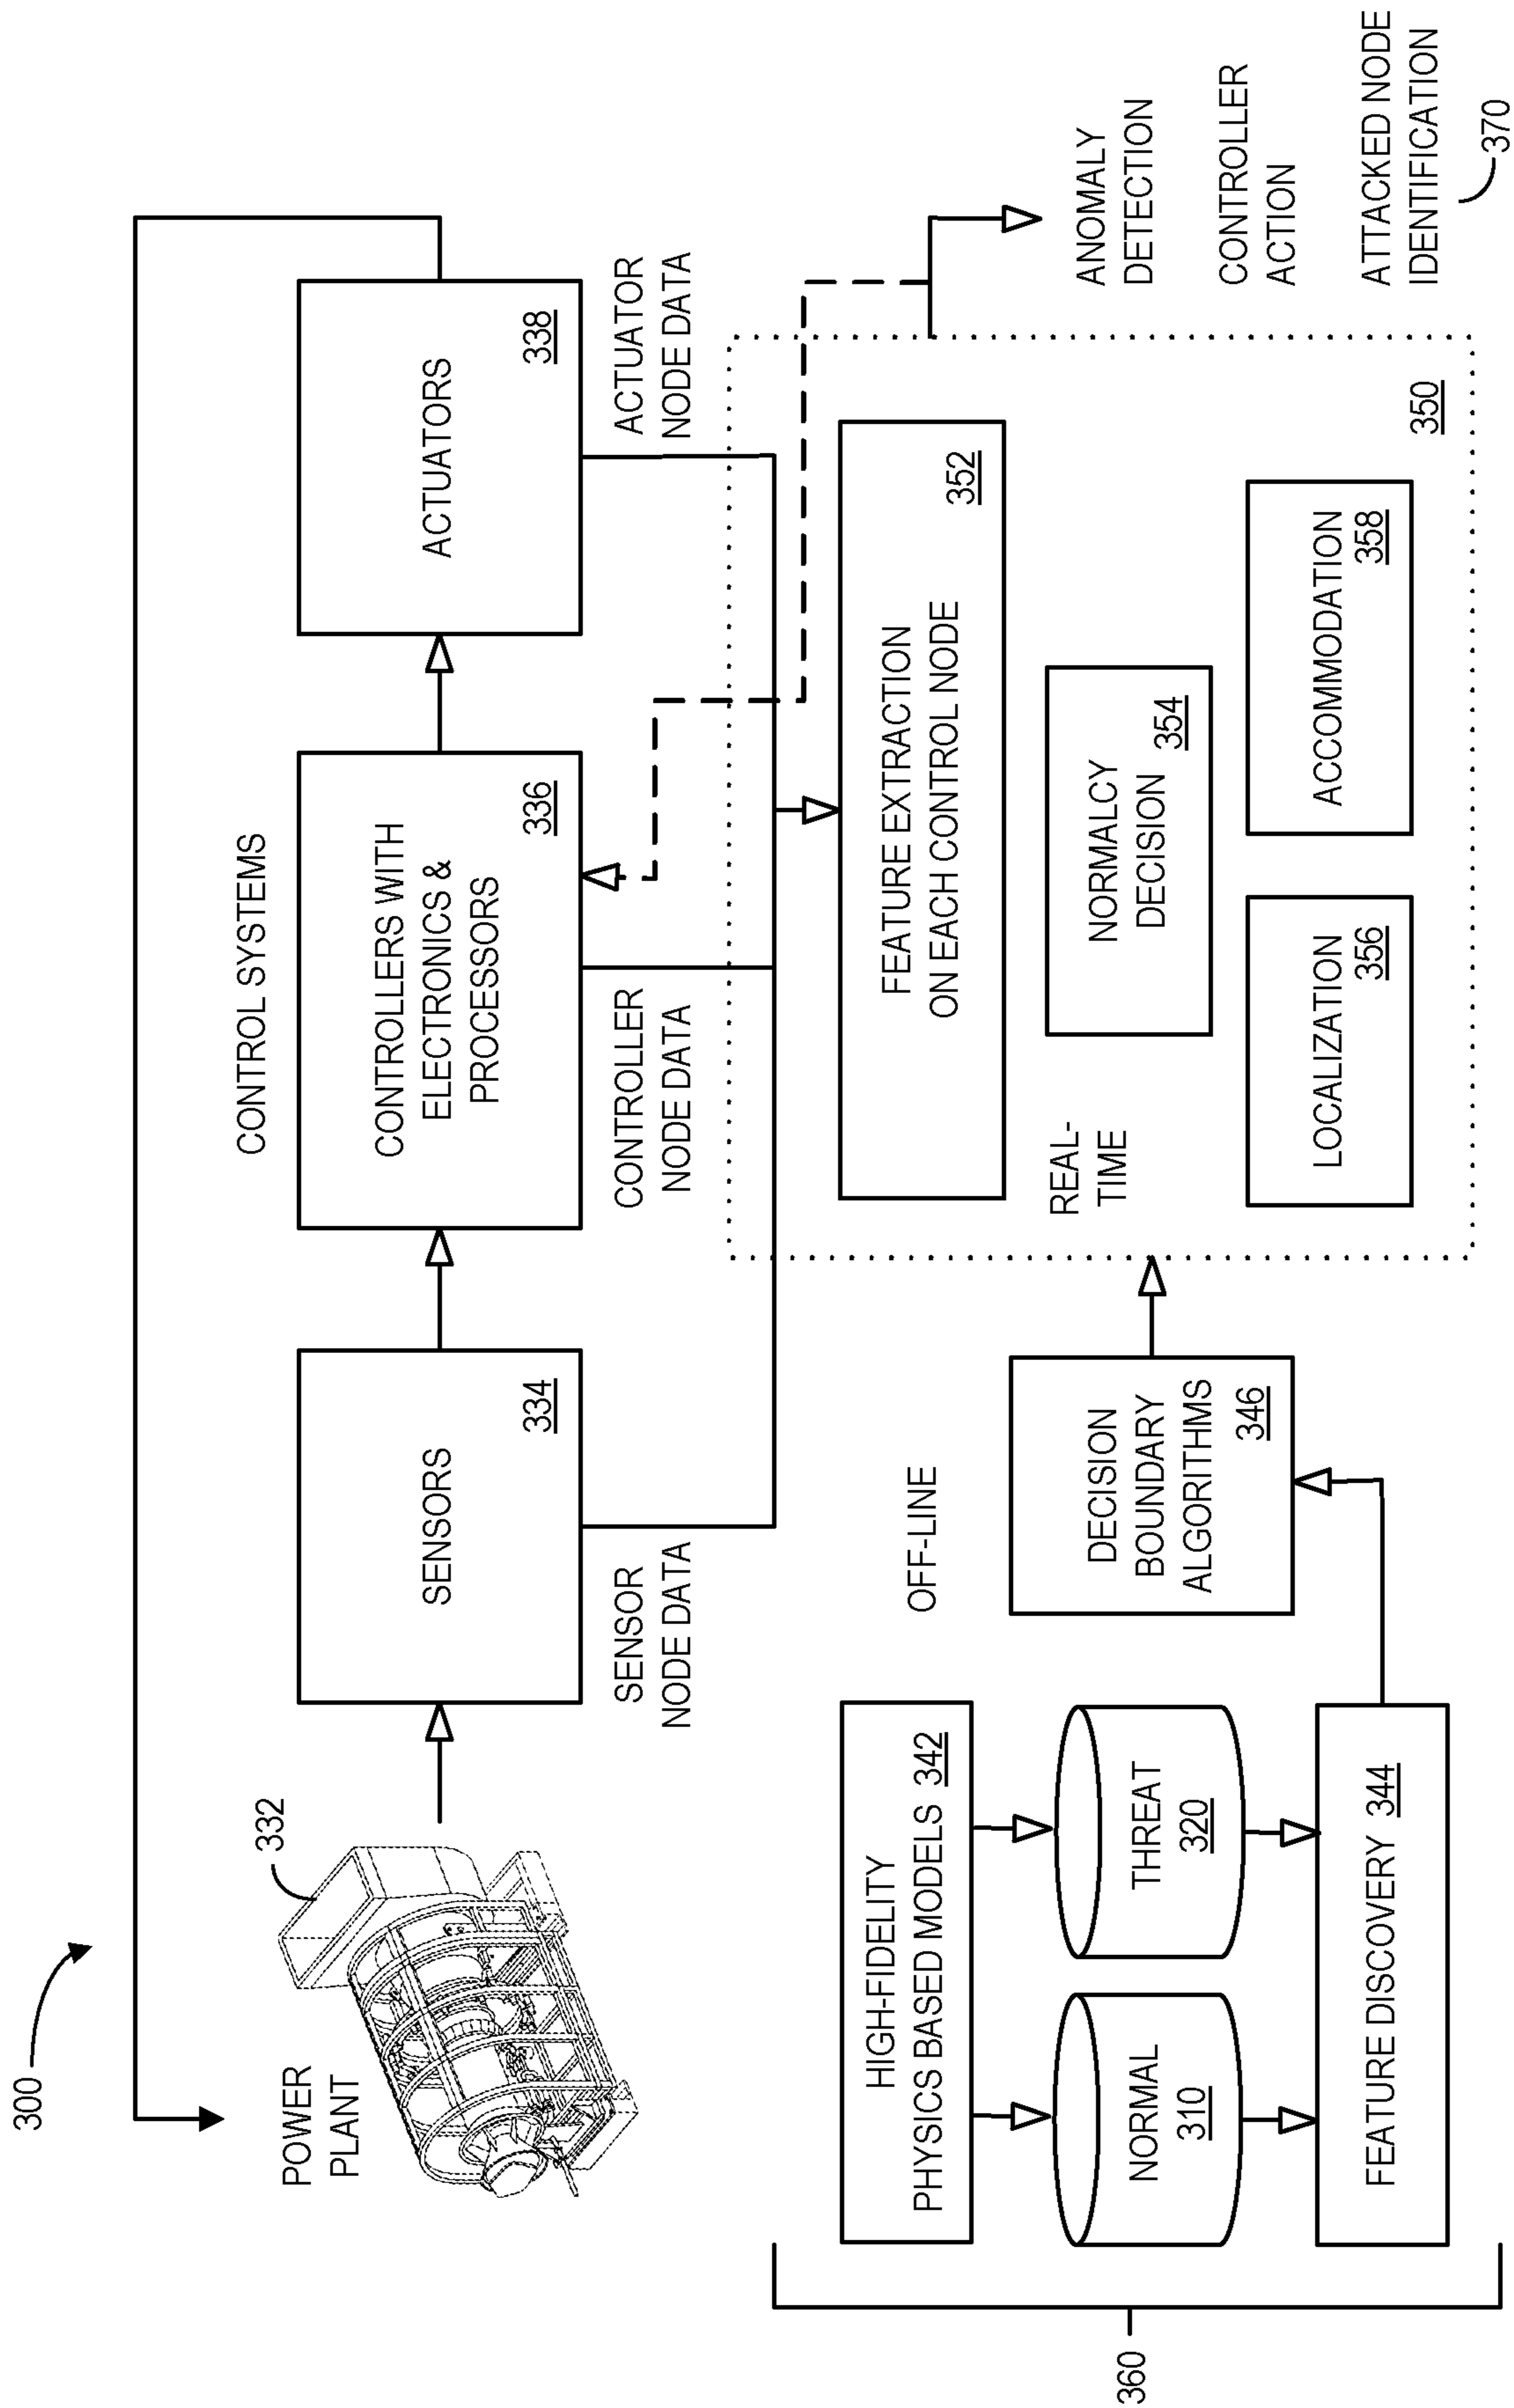 300
POWER
PLANT
332
CONTROL SYSTEMS
SENSORS
334
CONTROLLERS WITH
ELECTRONICS &
PROCESSORS
336
ACTUATORS
338
SENSOR
NODE DATA
CONTROLLER
NODE DATA
ACTUATOR
NODE DATA
HIGH-FIDELITY
PHYSICS BASED MODELS 342
NORMAL
310
THREAT
320
FEATURE DISCOVERY 344
360
OFF-LINE
DECISION
BOUNDARY
ALGORITHMS
346
FEATURE EXTRACTION
ON EACH CONTROL NODE
352
REAL-
TIME
NORMALCY
DECISION
354
LOCALIZATION
356
ACCOMMODATION
358
350
ANOMALY
DETECTION
CONTROLLER
ACTION
ATTACKED NODE
IDENTIFICATION
370